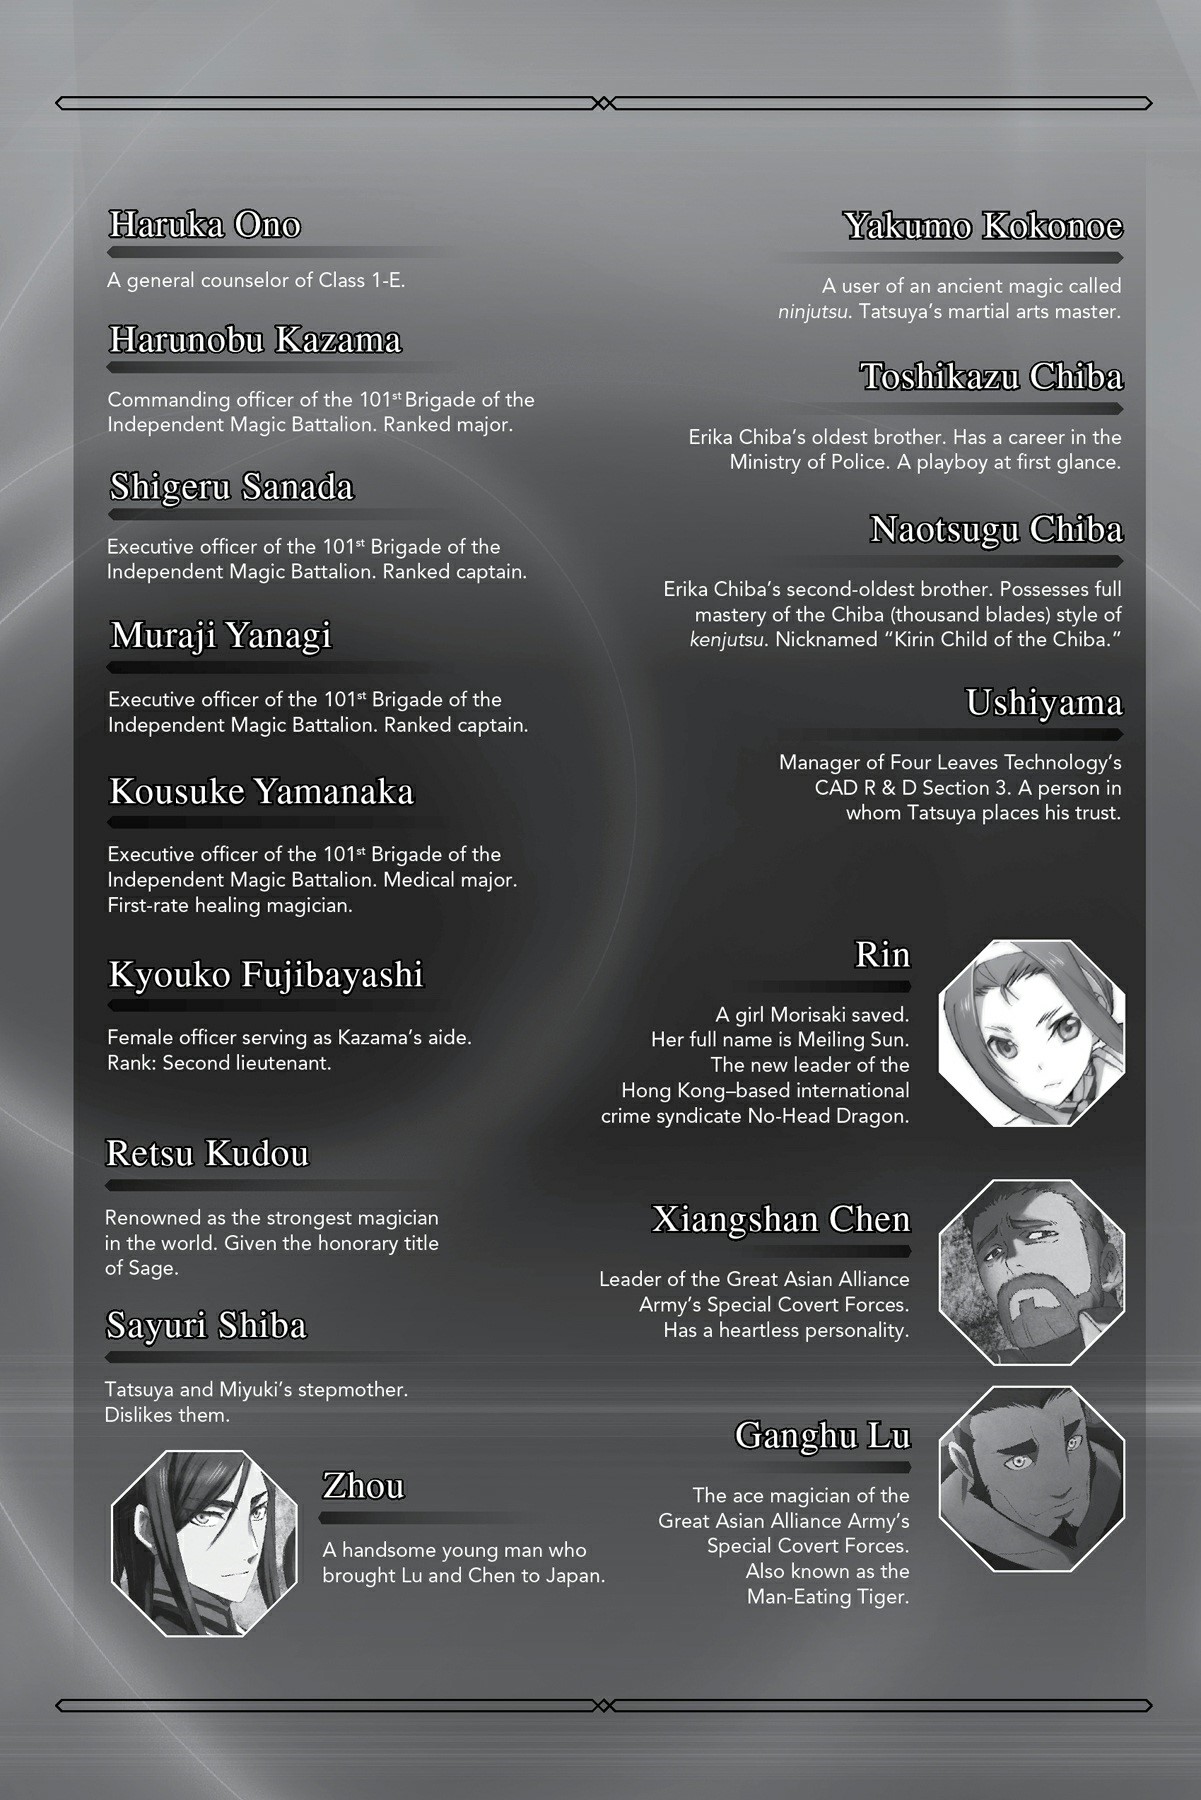 Haruka Ono
A general counselor of Class 1-E.
Harunobu Kazama
Commanding officer of the 101st Brigade of the
Independent Magic Battalion. Ranked major.
Shigeru Sanada
Executive officer of the 101st Brigade of the
Independent Magic Battalion. Ranked captain.
Muraji Yanagi
Executive officer of the 101st Brigade of the
Independent Magic Battalion. Ranked captain.
Kousuke Yamanaka
Executive officer of the 101st Brigade of the
Independent Magic Battalion. Medical major.
First-rate healing magician.
Kyouko Fujibayashi
Female officer serving as Kazama’s aide.
Rank: Second lieutenant.
Retsu Kudou
Renowned as the strongest magician
in the world. Given the honorary title
of Sage.
Sayuri Shiba
Tatsuya and Miyuki’s stepmother.
Dislikes them.
Zhou
A handsome young man who
brought Lu and Chen to Japan.
Yakumo Kokonoe
A user of an ancient magic called
ninjutsu. Tatsuya’s martial arts master.
Toshikazu Chiba
Erika Chiba’s oldest brother. Has a career in the
Ministry of Police. A playboy at first glance.
Naotsugu Chiba
Erika Chiba’s second-oldest brother. Possesses full
mastery of the Chiba (thousand blades) style of
kenjutsu. Nicknamed “Kirin Child of the Chiba.”
Ushiyama
Manager of Four Leaves Technology’s
CAD R & D Section 3. A person in
whom Tatsuya places his trust.
Rin
A girl Morisaki saved.
Her full name is Meiling Sun.
The new leader of the
Hong Kong–based international
crime syndicate No-Head Dragon.
Xiangshan Chen
Leader of the Great Asian Alliance
Army’s Special Covert Forces.
Has a heartless personality.
Ganghu Lu
The ace magician of the
Great Asian Alliance Army’s
Special Covert Forces.
Also known as the
Man-Eating Tiger.